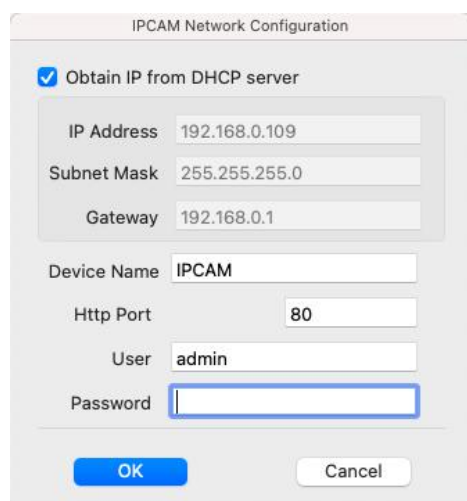 IPCAM Network Configuration
Obtain IP from DHCP server
IP Address 192.168.0.109
Subnet Mask 255.255.255.0
Gateway 192.168.0.1
Device Name IPCAM
Http Port 80
User admin
Password
OK Cancel